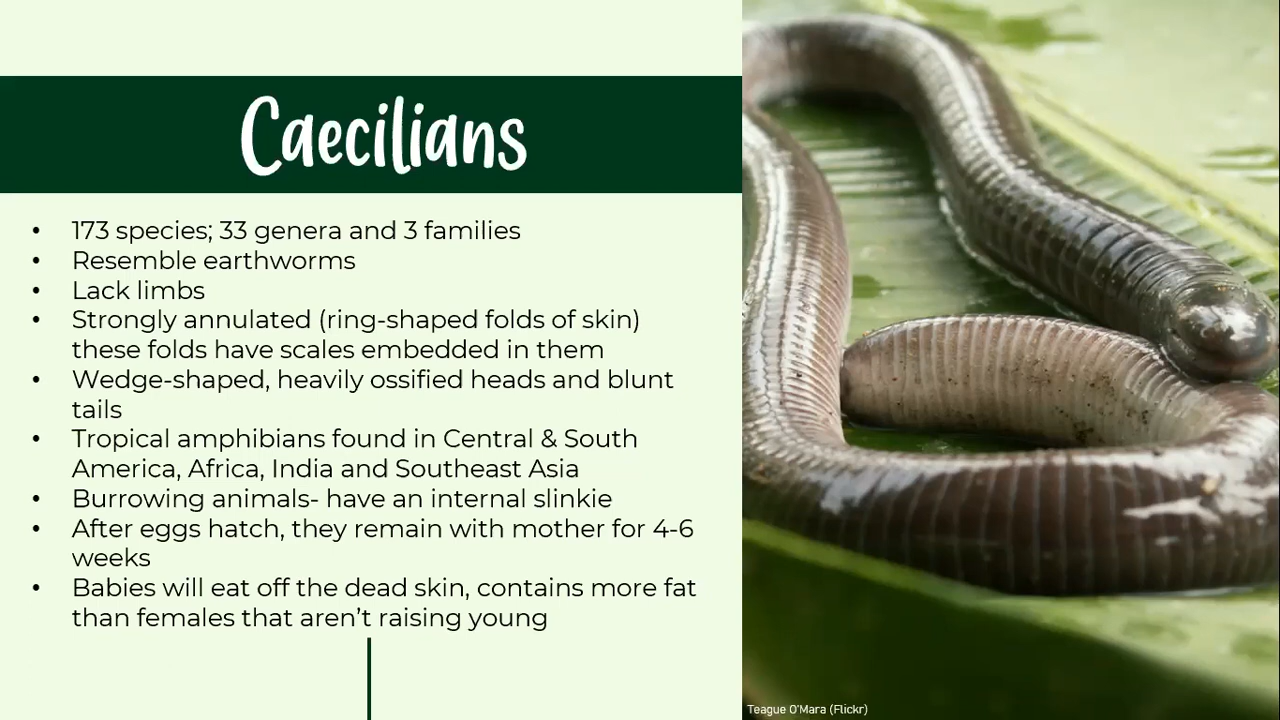 Caecilians
• 173 species; 33 genera and 3 families
• Resemble earthworms
• Lack limbs
• Strongly annulated (ring-shaped folds of skin)
these folds have scales embedded in them
• Wedge-shaped, heavily ossified heads and blunt
tails
• Tropical amphibians found in Central & South
America, Africa, India and Southeast Asia
• Burrowing animals- have an internal slinkie
• After eggs hatch, they remain with mother for 4-6
weeks
• Babies will eat off the dead skin, contains more fat
than females that aren't raising young
Teague O'Mara (Flickr)